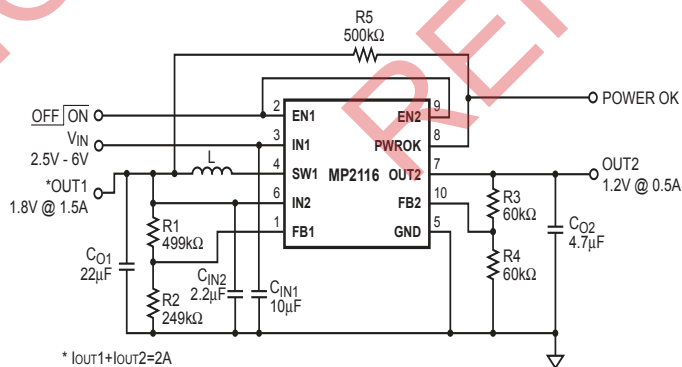 R5
500kΩ
OFF ON
VIN
2.5V - 6V
*OUT1
1.8V @ 1.5A
L
2
3
4
6
1
EN1
IN1
SW1
IN2
FB1
MP2116
EN2
PWROK
OUT2
FB2
GND
9
8
7
10
5
POWER OK
OUT2
1.2V @ 0.5A
R1
499kΩ
R2
249kΩ
CO1
22µF
CIN2
2.2µF
CIN1
10µF
R3
60kΩ
R4
60kΩ
CO2
4.7µF
* IOUT1+IOUT2=2A